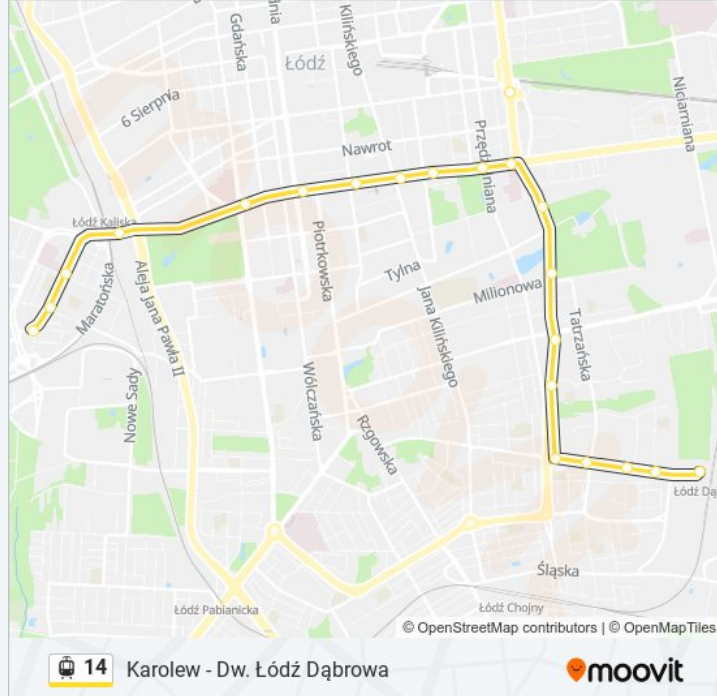 Gdańska
dnia
Kilińskiego
Łódź
Niciarniana
6 Sierpnia
Nawrot
Przędzalniana
Łódź Kaliska
Piotrkowska
Tylna
Milionowa
Maratońska
Aleja Jana Pawła II
Jana Kilińskiego
Tatrzańska
Nowe Sady
Wólczańska
Rzgowska
Łódź Dą
Śląska
Łódź Pabianicka
Łódź Chojny
© OpenStreetMap contributors | © OpenMapTiles
14 Karolew - Dw. Łódź Dąbrowa
moovit